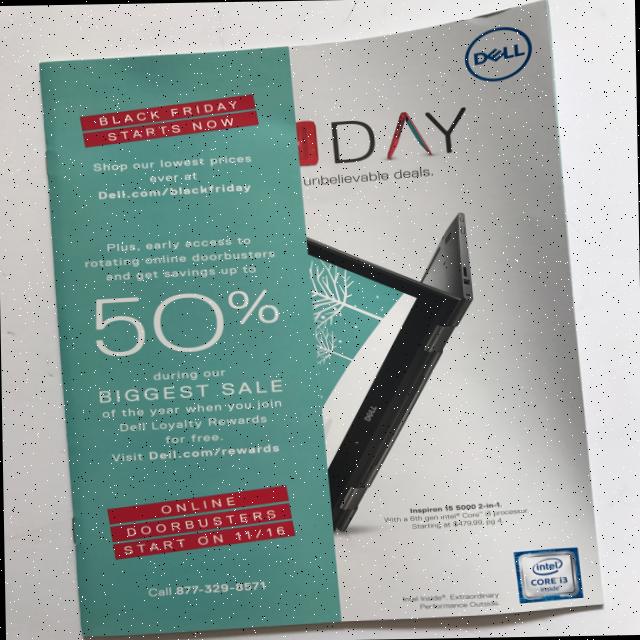 BLACK FRIDAY
STARTS NOW
Shop our lowest prices
ever at
Dell.com/blackfriday
Plus, early access to
rotating online doorbusters
and get savings up to
50%
during our
BIGGEST SALE
of the year when you join
Dell Loyalty Rewards
for free.
Visit Dell.com/rewards
ONLINE
DOORBUSTERS
START ON 11/16
Call 877-329-8571
DELL
DAY
unbelievable deals.
DELL
Inspiron 15 5000 2-in-1.
With a 6th gen Intel® Core™ i3 processor.
Starting at $479.99, pg 4
intel
CORE i3
inside
Intel Inside®. Extraordinary
Performance Outside.